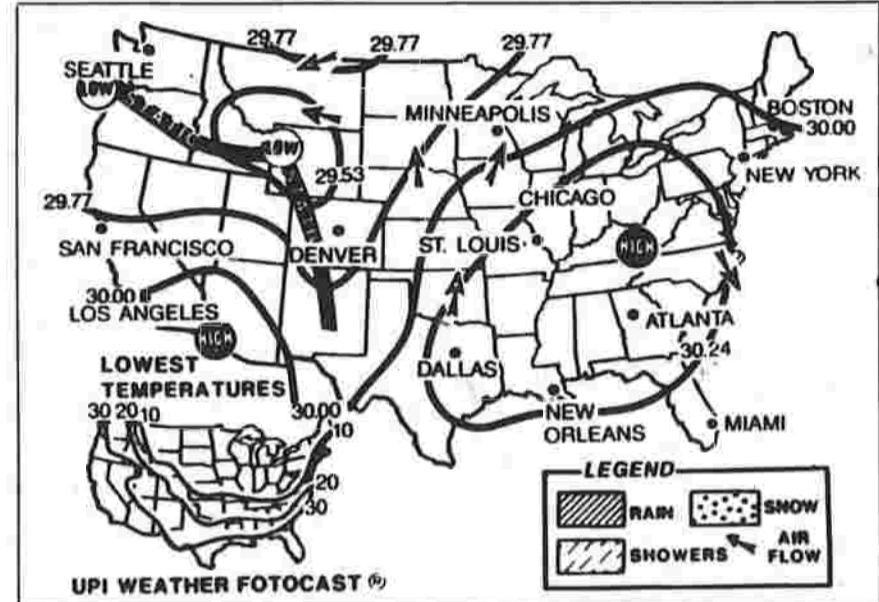 29.77
29.77
29.77
SEATTLE
LOW
MINNEAPOLIS
BOSTON
30.00
LOW
NEW YORK
29.53
CHICAGO
29.77
SAN FRANCISCO
DENVER
ST. LOUIS
HIGH
30.00
LOS ANGELES
ATLANTA
HIGH
30.24
LOWEST
TEMPERATURES
DALLAS
30.00
NEW
ORLEANS
MIAMI
30 20 10
10
20
30
LEGEND
RAIN
SNOW
SHOWERS
AIR
FLOW
UPI WEATHER FOTOCAST ®